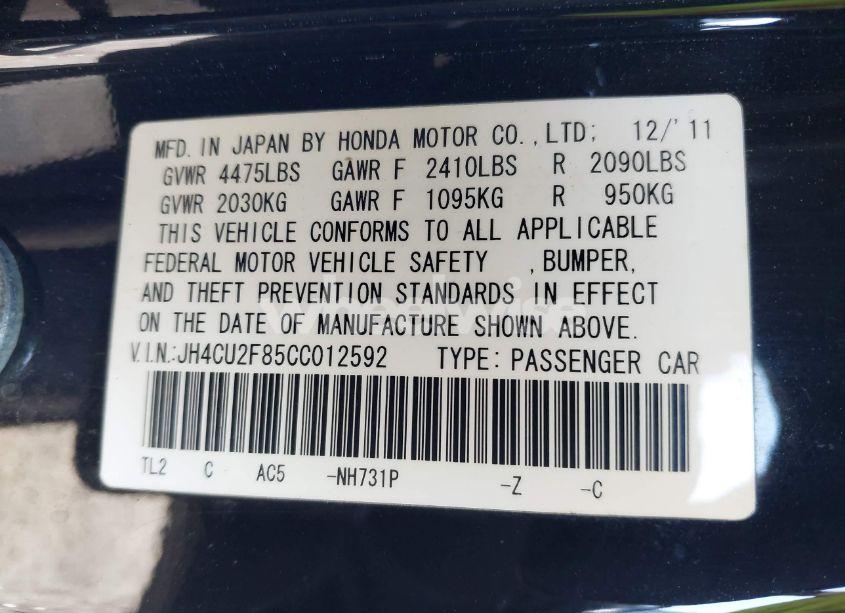 MFD. IN JAPAN BY HONDA MOTOR CO.,LTD; 12/'11
GVWR 4475LBS GAWR F 2410LBS R 2090LBS
GVWR 2030KG GAWR F 1095KG R 950KG
THIS VEHICLE CONFORMS TO ALL APPLICABLE
FEDERAL MOTOR VEHICLE SAFETY ,BUMPER,
AND THEFT PREVENTION STANDARDS IN EFFECT
ON THE DATE OF MANUFACTURE SHOWN ABOVE.
V.I.N.:JH4CU2F85CC012592 TYPE: PASSENGER CAR
TL2 C AC5 -NH731P -Z -C